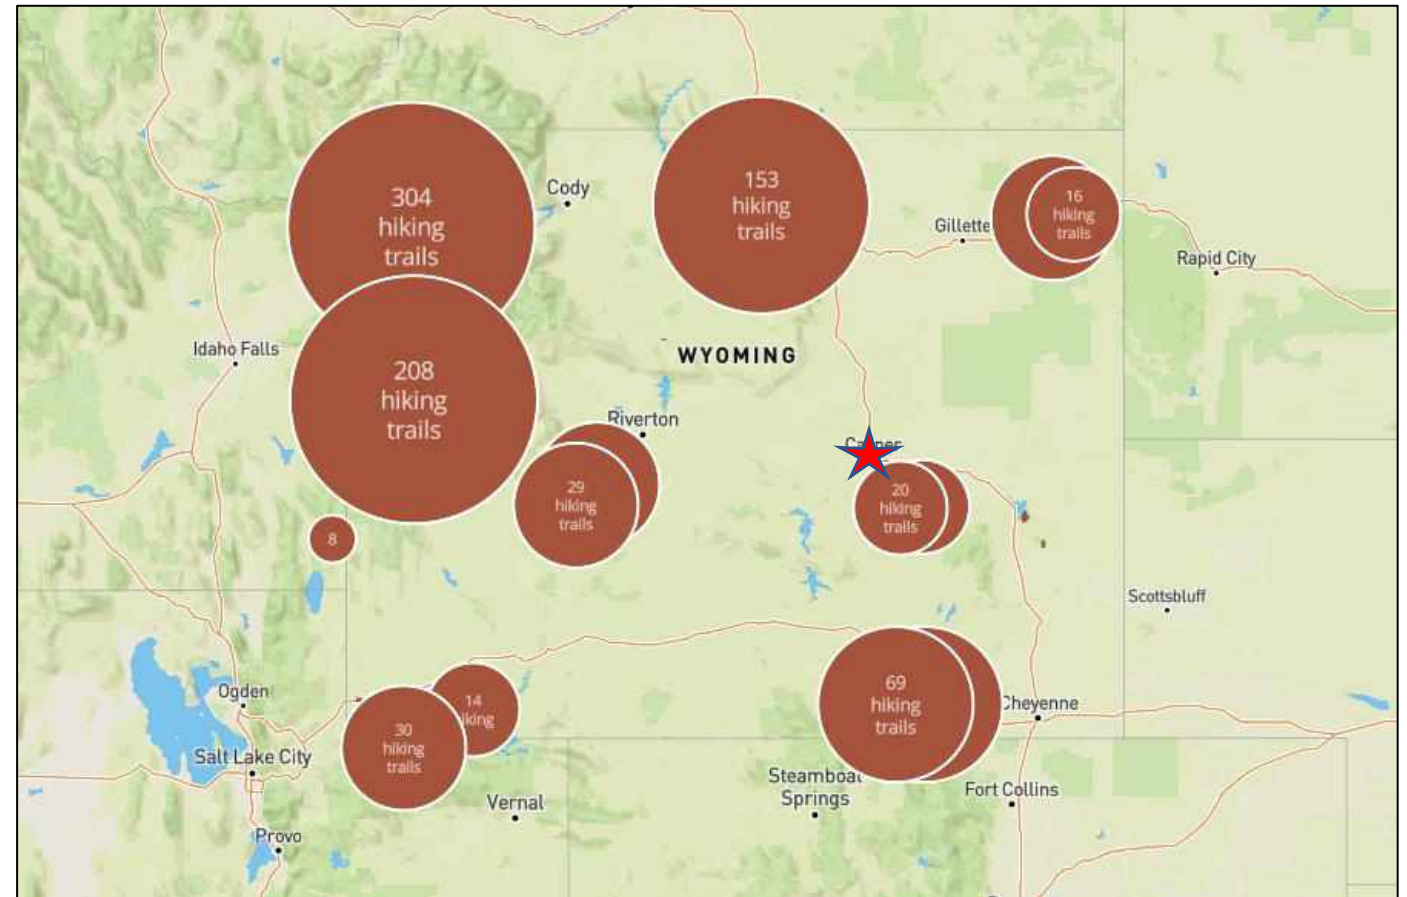 304
hiking
trails
Cody
153
hiking
trails
16
hiking
trails
Gillette
Rapid City
Idaho Falls
WYOMING
208
hiking
trails
Riverton
29
hiking
trails
20
hiking
trails
8
Scottsbluff
Ogden
14
30
hiking
trails
69
hiking
trails
Cheyenne
Salt Lake City
Steamboat
Springs
Fort Collins
Vernal
Provo